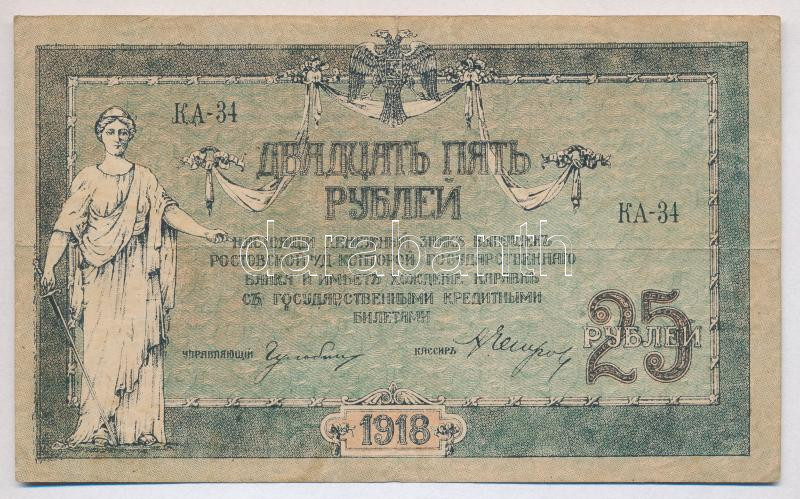 КА-34
ДВАДЦАТЬ ПЯТЬ
РУБЛЕЙ
КА-34
ДЕНЕЖНЫЙ ЗНАКЪ ВЫПУЩЕНЪ
РОСТОВСКОЙ Н/Д КОНТОРОЙ ГОСУДАРСТВЕННАГО
БАНКА И ИМѢЕТЪ ХОЖДЕНІЕ НАРАВНѢ
СЪ ГОСУДАРСТВЕННЫМИ КРЕДИТНЫМИ
БИЛЕТАМИ
УПРАВЛЯЮЩІЙ
КАССИРЪ
25
РУБЛЕЙ
1918
darabanth